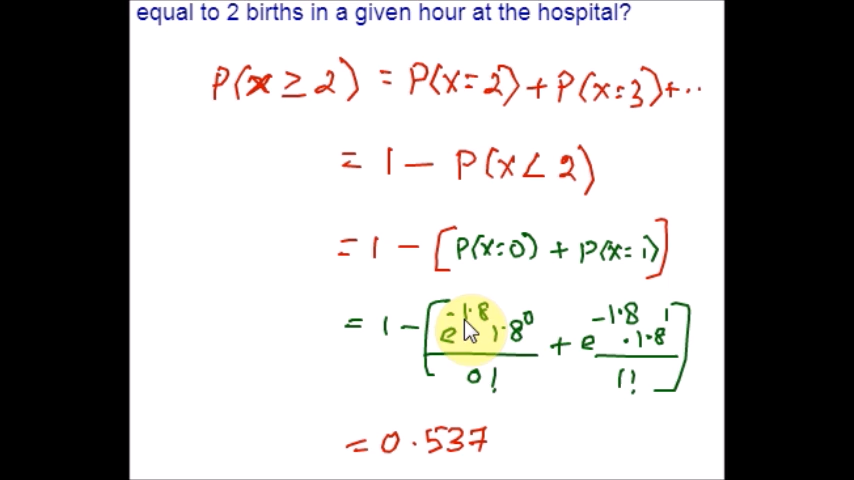 equal to 2 births in a given hour at the hospital?
P(x ≥ 2) = P(x=2) + P(x=3) + ..
= 1 - P(x < 2)
= 1 - [P(x=0) + P(x=1)]
= 1 - [e^-1.8 1.8^0 / 0! + e^-1.8 . 1.8^1 / 1!]
= 0.537